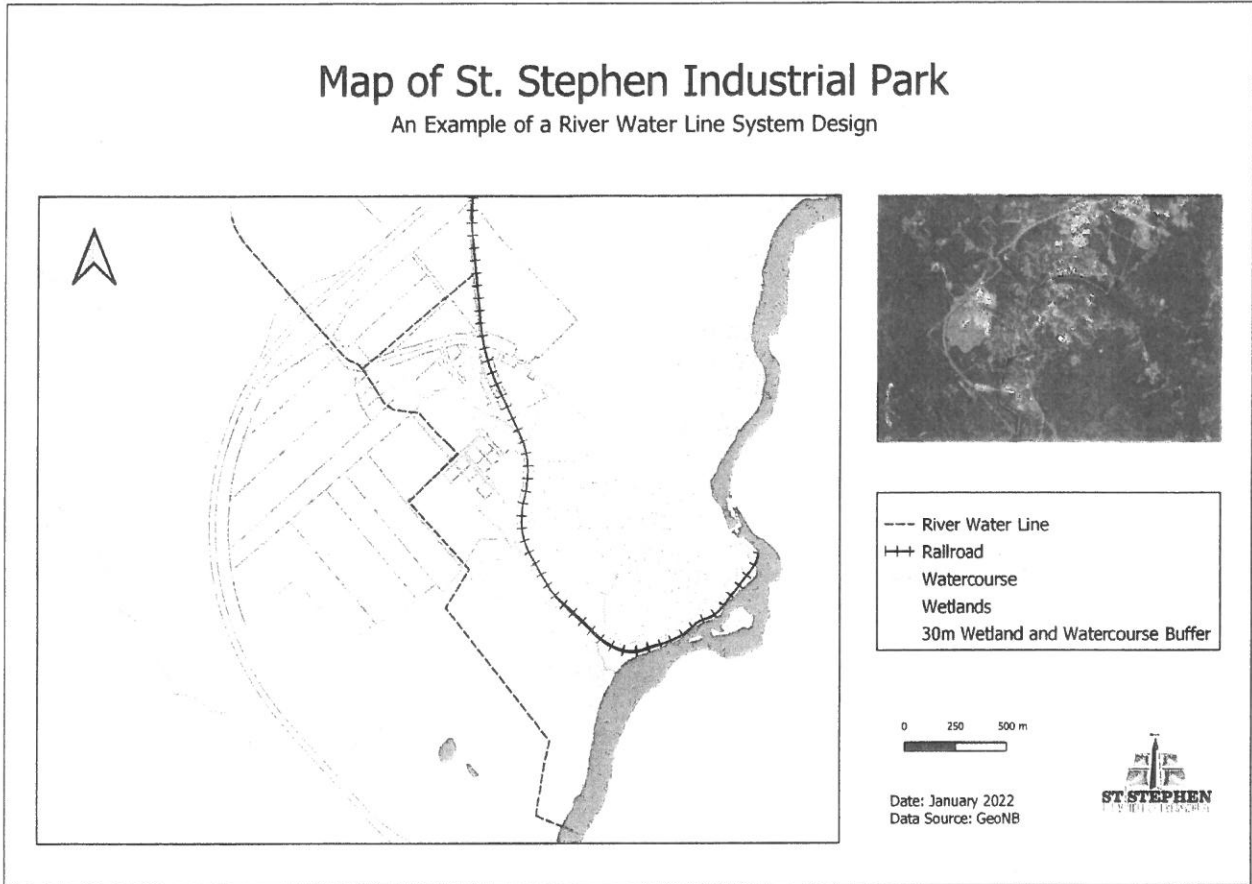 Map of St. Stephen Industrial Park
An Example of a River Water Line System Design
River Water Line
Railroad
Watercourse
Wetlands
30m Wetland and Watercourse Buffer
0 250 500 m
Date: January 2022
Data Source: GeoNB
ST STEPHEN